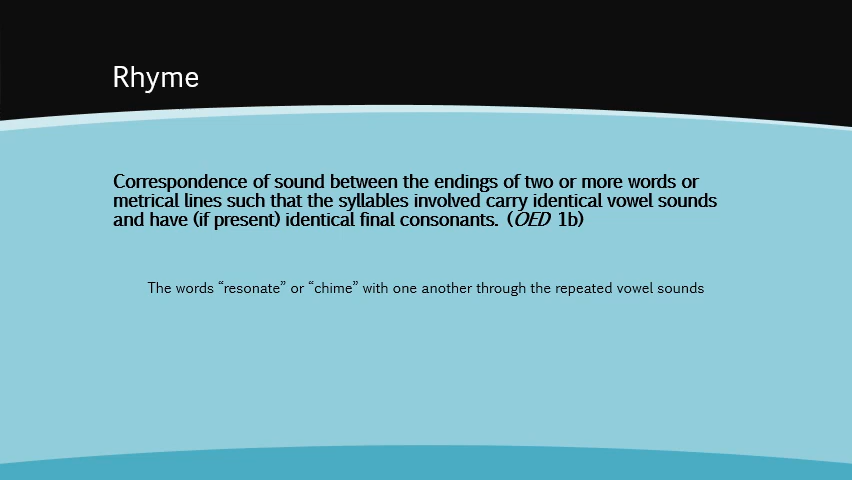 Rhyme
Correspondence of sound between the endings of two or more words or
metrical lines such that the syllables involved carry identical vowel sounds
and have (if present) identical final consonants. (OED 1b)
The words “resonate” or “chime” with one another through the repeated vowel sounds